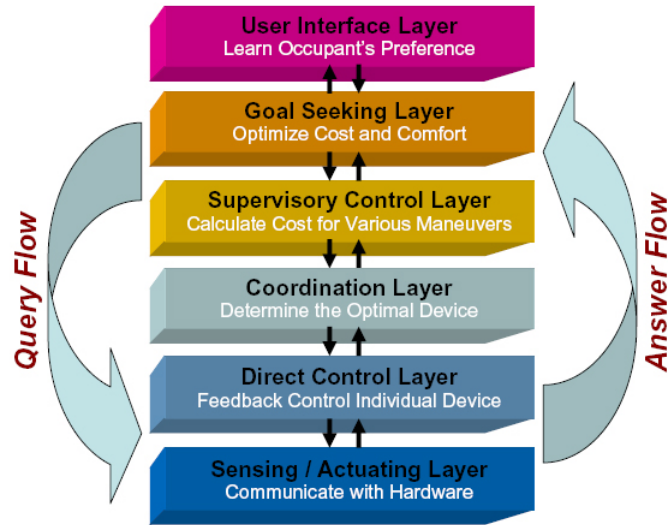 User Interface Layer
Learn Occupant's Preference
Goal Seeking Layer
Optimize Cost and Comfort
Supervisory Control Layer
Calculate Cost for Various Maneuvers
Coordination Layer
Determine the Optimal Device
Direct Control Layer
Feedback Control Individual Device
Sensing / Actuating Layer
Communicate with Hardware
Query Flow
Answer Flow